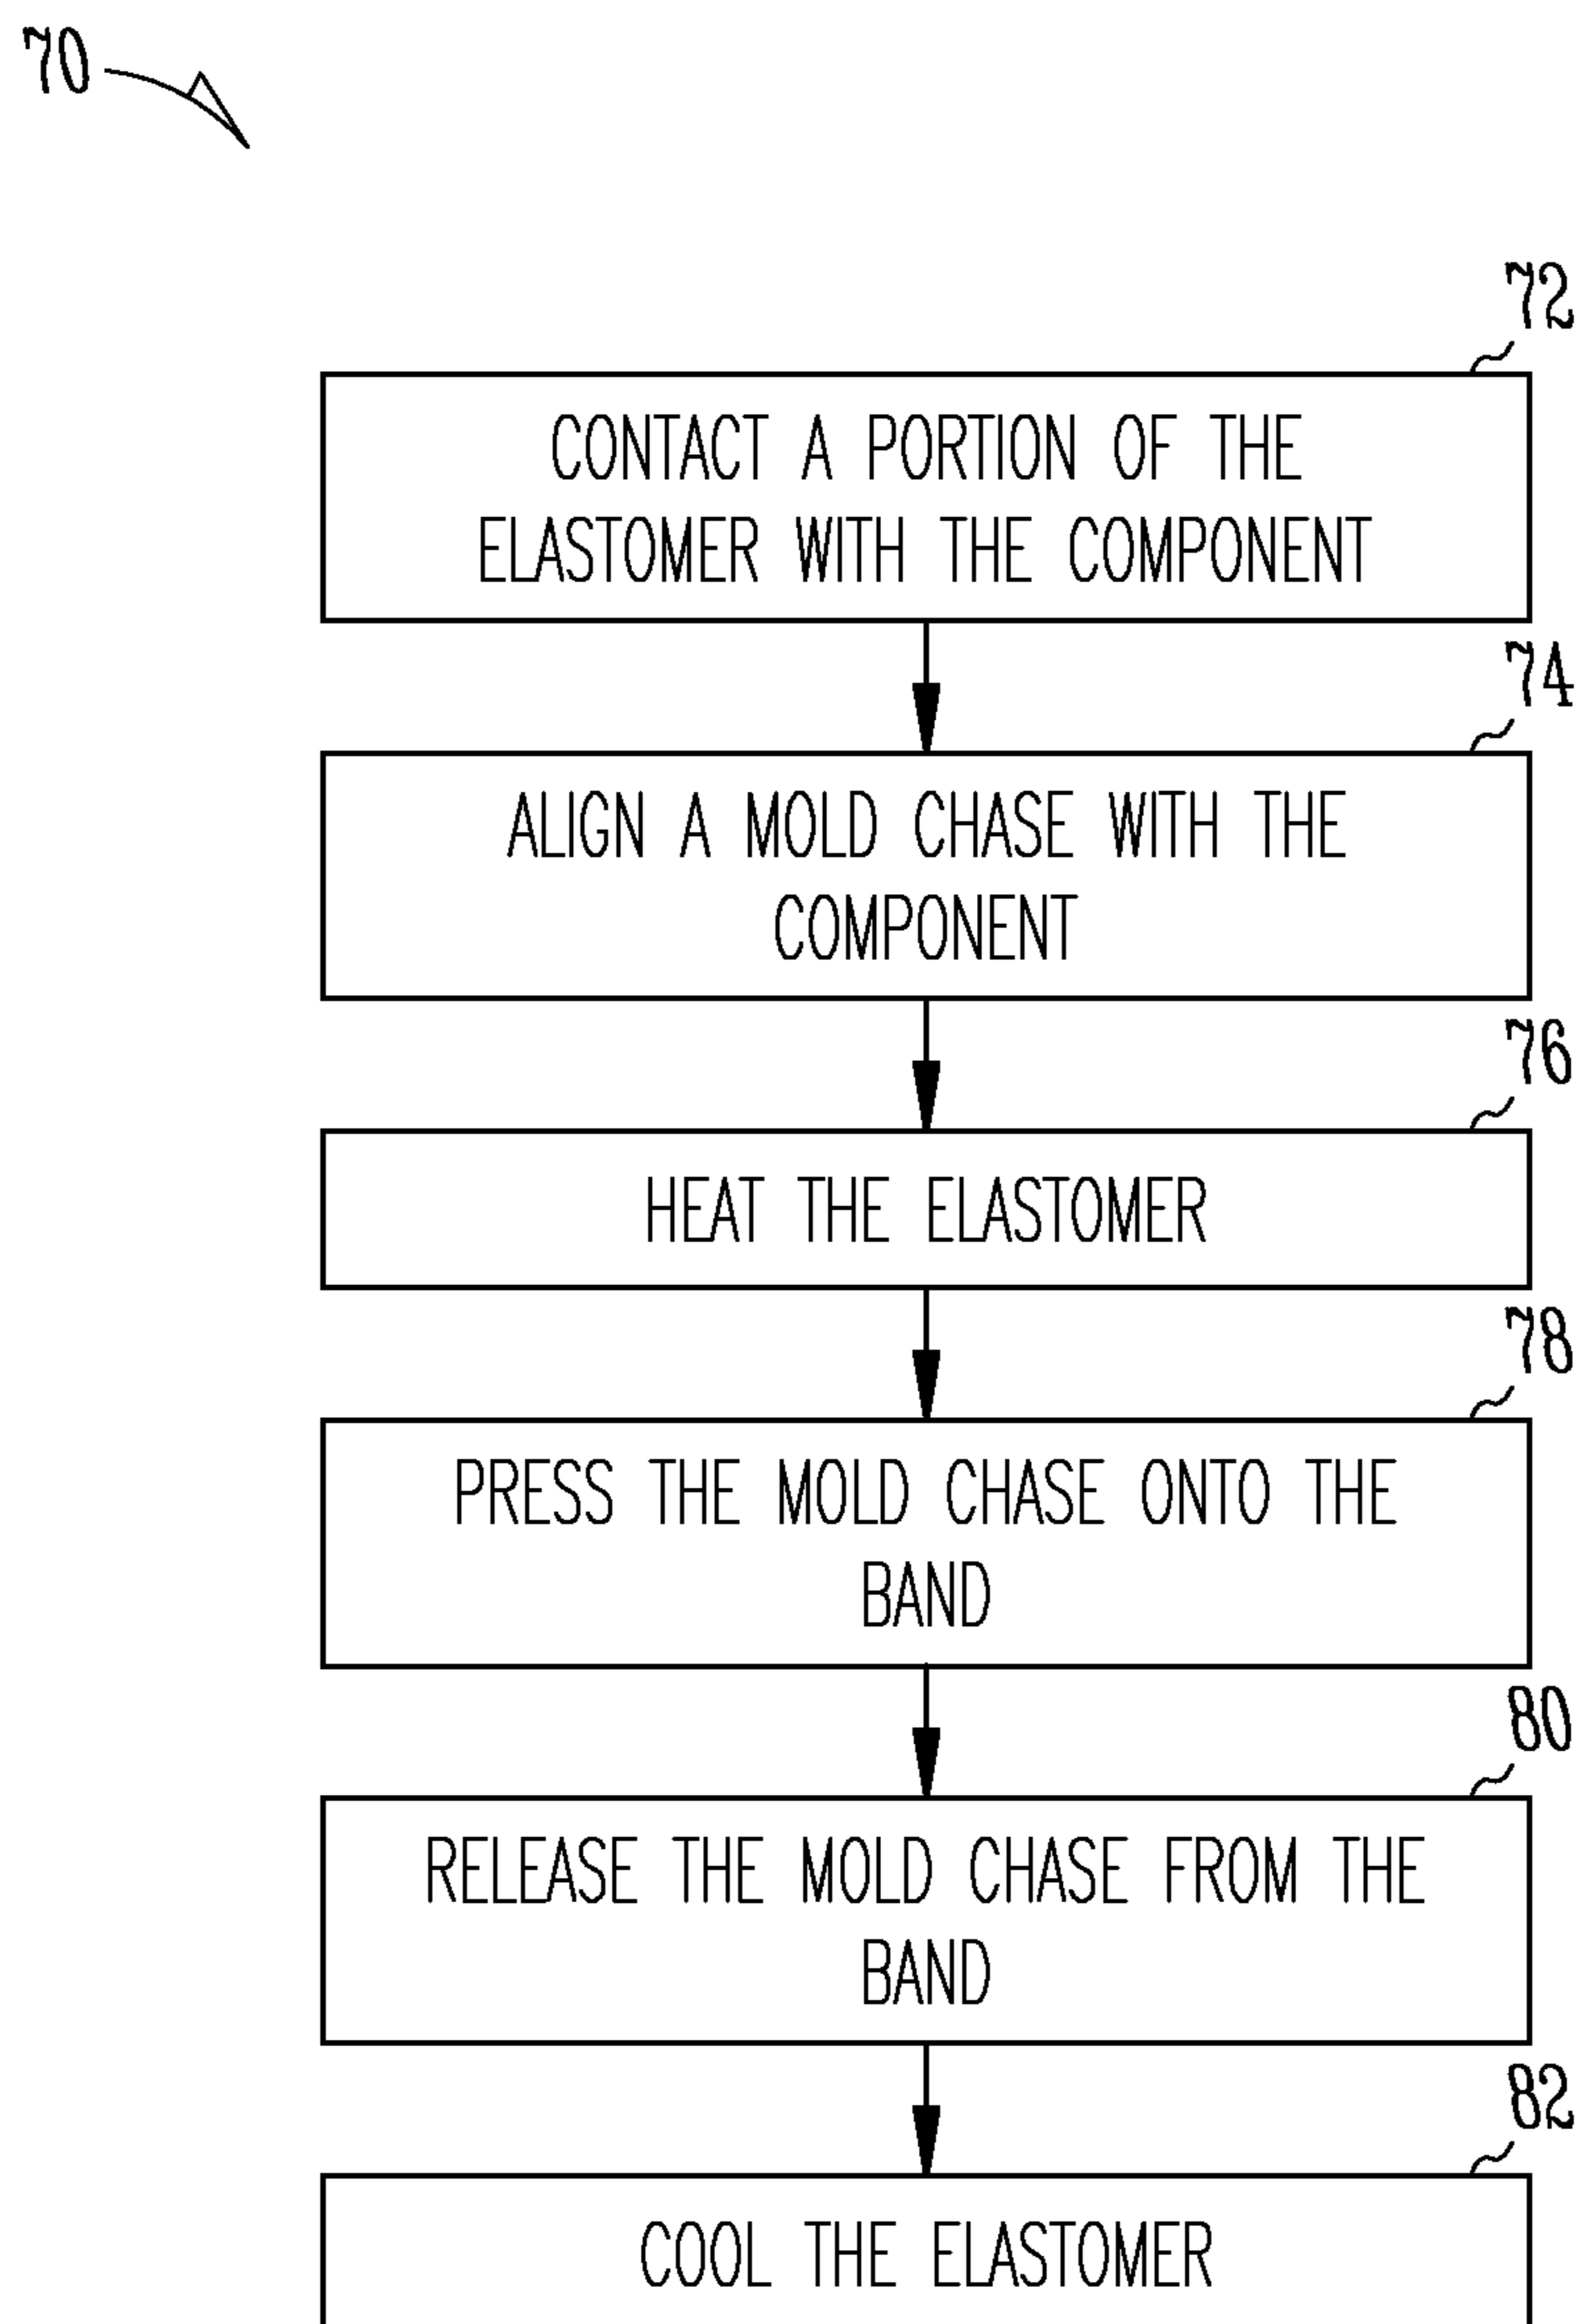 70
72
CONTACT A PORTION OF THE
ELASTOMER WITH THE COMPONENT
74
ALIGN A MOLD CHASE WITH THE
COMPONENT
76
HEAT THE ELASTOMER
78
PRESS THE MOLD CHASE ONTO THE
BAND
80
RELEASE THE MOLD CHASE FROM THE
BAND
82
COOL THE ELASTOMER